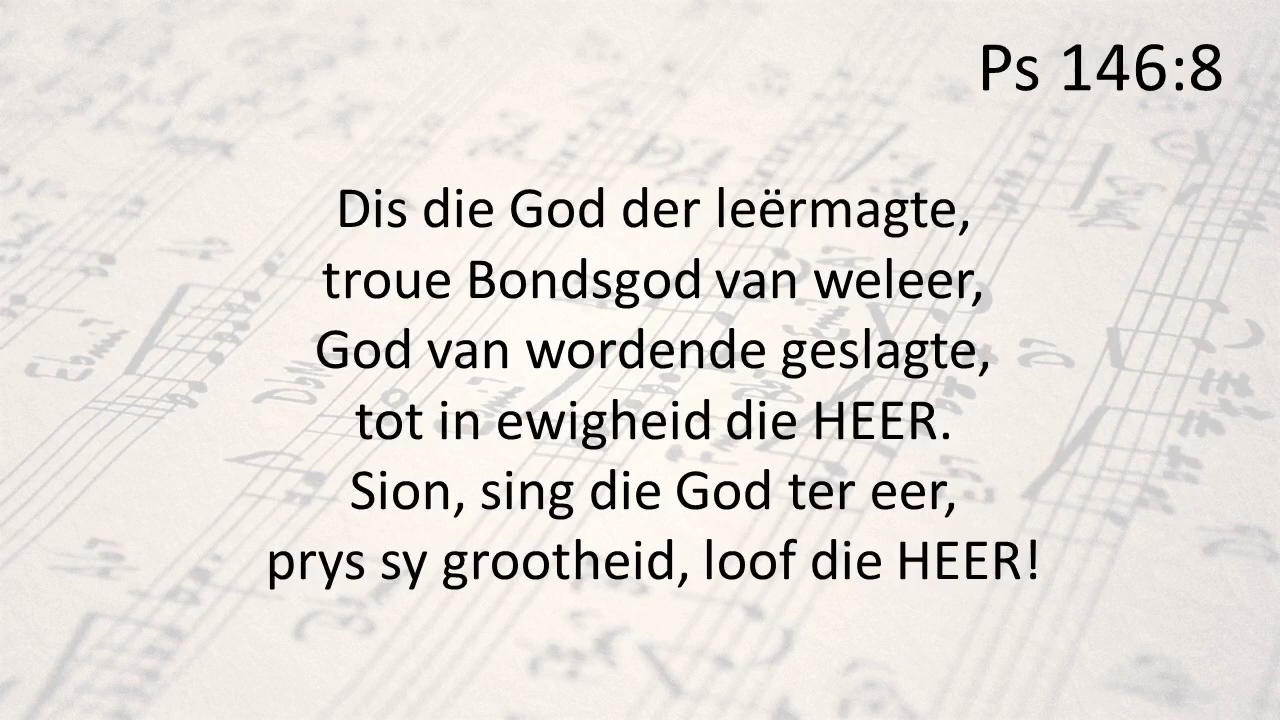 Ps 146:8
Dis die God der leërmagte,
troue Bondsgod van weleer,
God van wordende geslagte,
tot in ewigheid die HEER.
Sion, sing die God ter eer,
prys sy grootheid, loof die HEER!